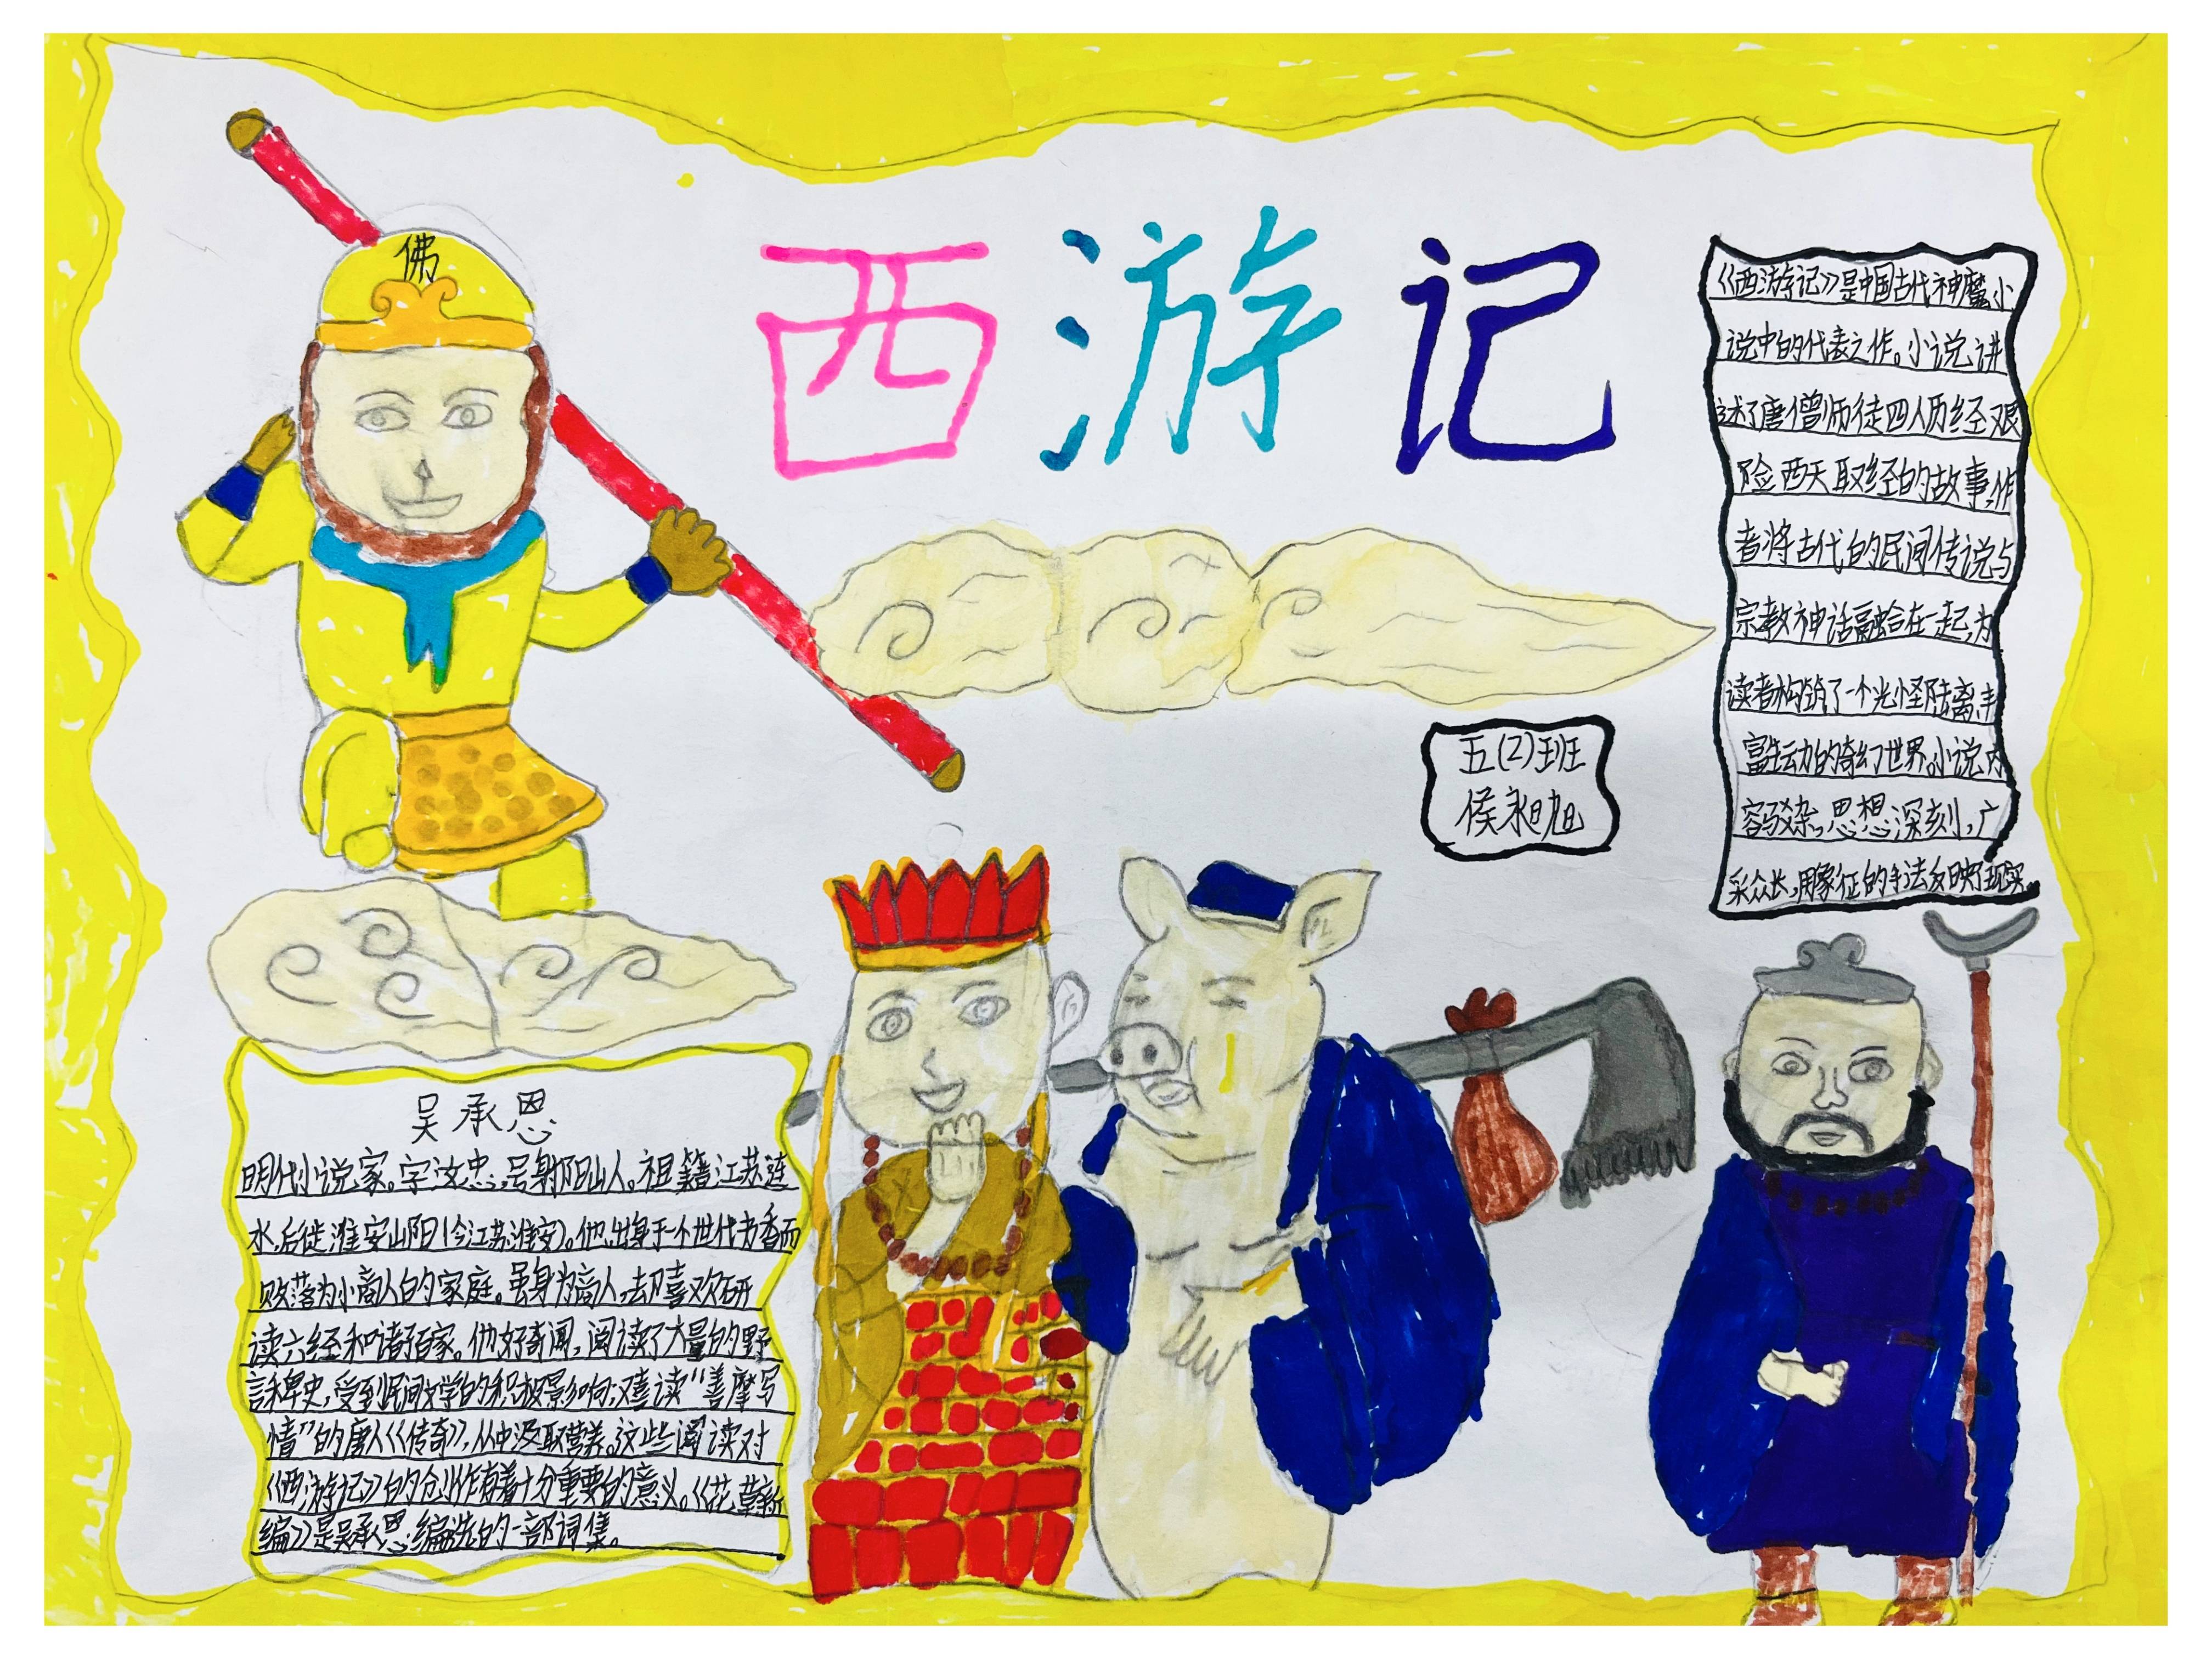 佛
西游记
《西游记》是中国古代神魔小
说中的代表之作。小说讲
述了唐僧师徒四人历经艰
险西天取经的故事,作
者将古代的民间传说与
宗教神话融合在一起,为
读者构给了一个光怪陆离丰
富生动的奇幻世界。小说内
容驳杂,思想深刻,广
采众长,用象征的手法反映了现实。
五(2)班
侯昶旭
吴承恩
明代小说家。字汝忠,号射阳山人。祖籍江苏涟
水,后徙淮安山阳(今江苏淮安)。他出身于一个世代书香而
败落为小商人的家庭。虽身为商人,却喜欢研
读六经和诸子百家。他好奇闻,阅读了大量的野
言稗史,受到民间文学的积极影响;又喜读"善摩写
情"的唐人《传奇》,从中汲取营养。这些阅读对
《西游记》的创作有着十分重要的意义。《花草新
编》是吴承恩编选的一部词集。